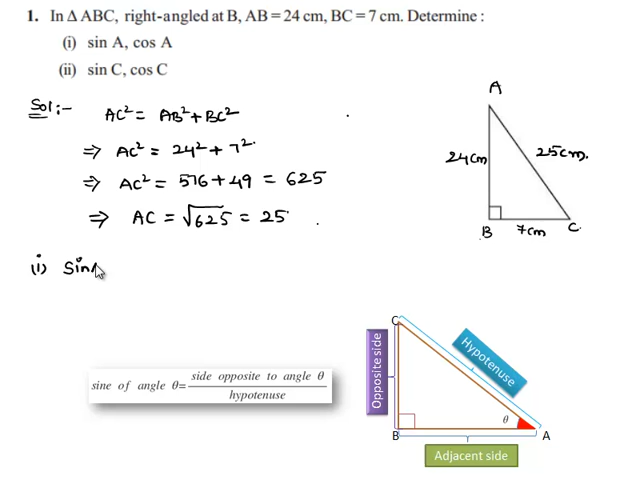 1. In Δ ABC, right-angled at B, AB = 24 cm, BC = 7 cm. Determine :
(i) sin A, cos A
(ii) sin C, cos C
Sol:-
AC² = AB² + BC²
⇒ AC² = 24² + 7²
⇒ AC² = 576 + 49 = 625
⇒ AC = √625 = 25
A
24cm
25cm.
B
7cm
C
(i) SinA
sine of angle θ= side opposite to angle θ / hypotenuse
C
Opposite side
Hypotenuse
θ
B
A
Adjacent side